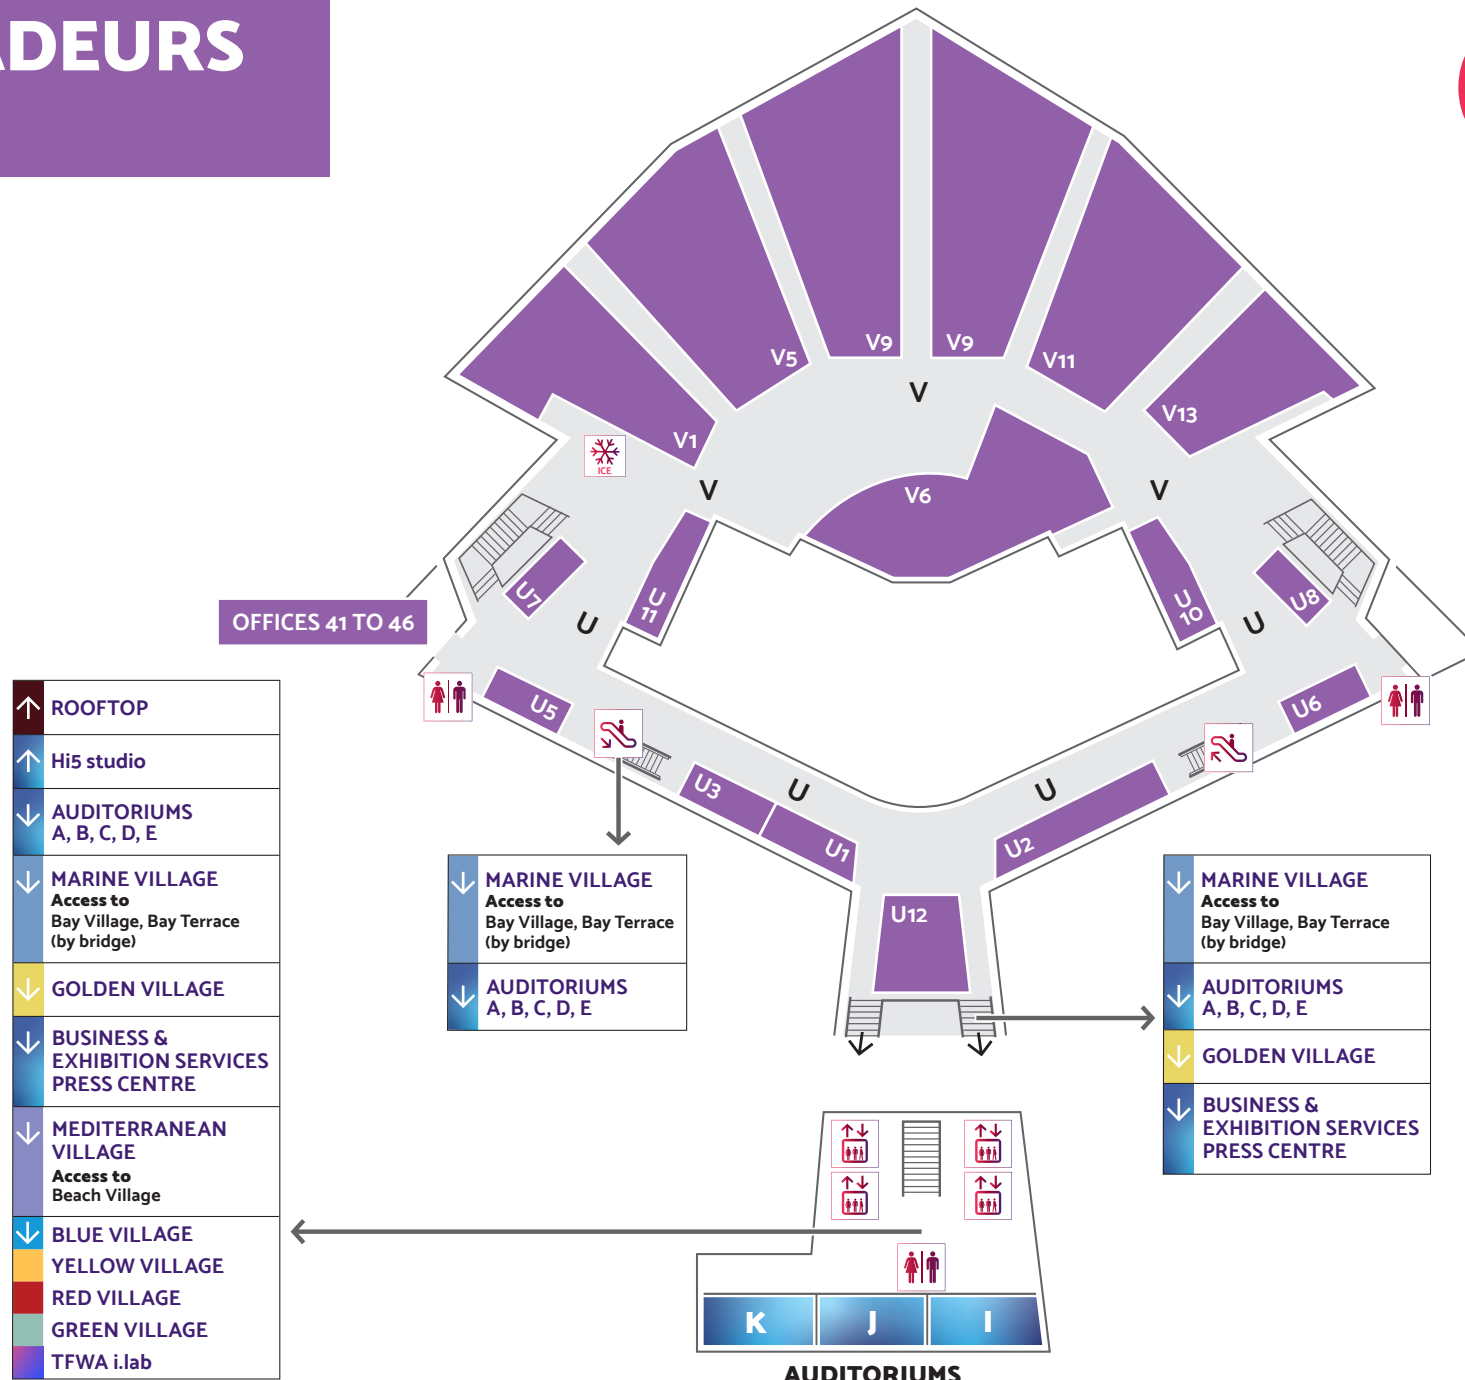 ADEURS
V9
V9
V5
V11
V
V13
V1
ICE
V
V6
V
U7
U
11
U
10
U8
OFFICES 41 TO 46
U
U
U5
U6
U3
U
U
U1
U2
U12
ROOFTOP
Hi5 studio
AUDITORIUMS
A, B, C, D, E
MARINE VILLAGE
Access to
Bay Village, Bay Terrace
(by bridge)
GOLDEN VILLAGE
BUSINESS &
EXHIBITION SERVICES
PRESS CENTRE
MEDITERRANEAN
VILLAGE
Access to
Beach Village
BLUE VILLAGE
YELLOW VILLAGE
RED VILLAGE
GREEN VILLAGE
TFWA i.lab
MARINE VILLAGE
Access to
Bay Village, Bay Terrace
(by bridge)
AUDITORIUMS
A, B, C, D, E
MARINE VILLAGE
Access to
Bay Village, Bay Terrace
(by bridge)
AUDITORIUMS
A, B, C, D, E
GOLDEN VILLAGE
BUSINESS &
EXHIBITION SERVICES
PRESS CENTRE
K J I
AUDITORIUMS